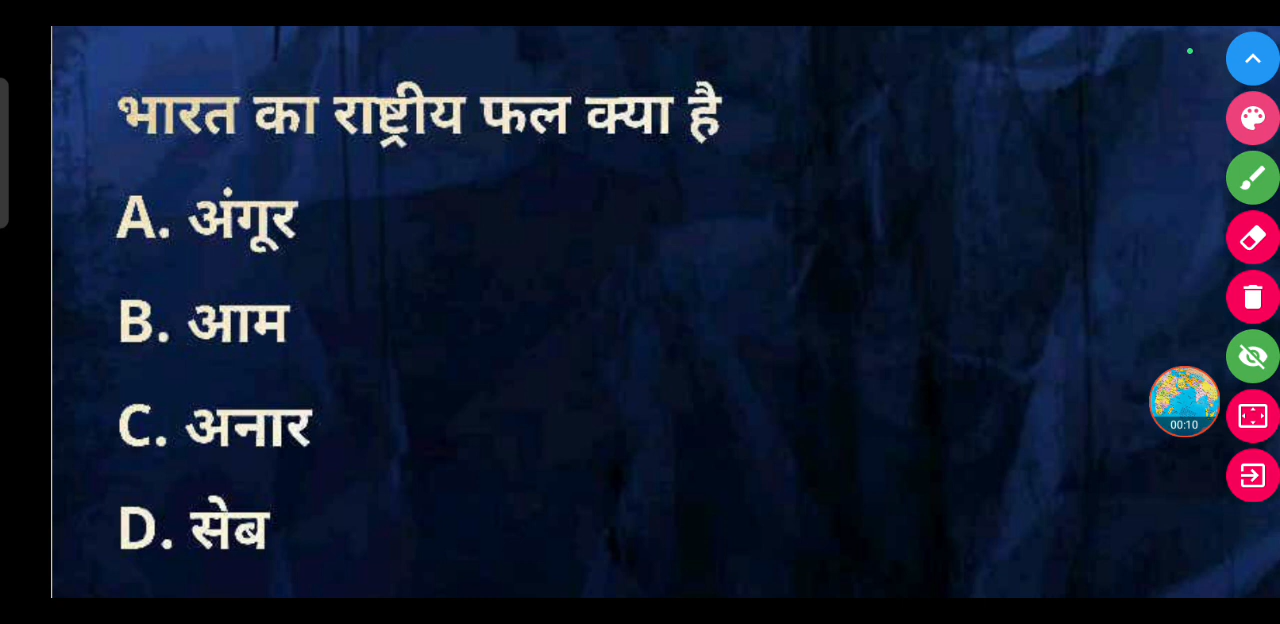 भारत का राष्ट्रीय फल क्या है
A. अंगूर
B. आम
C. अनार
D. सेब
00:10